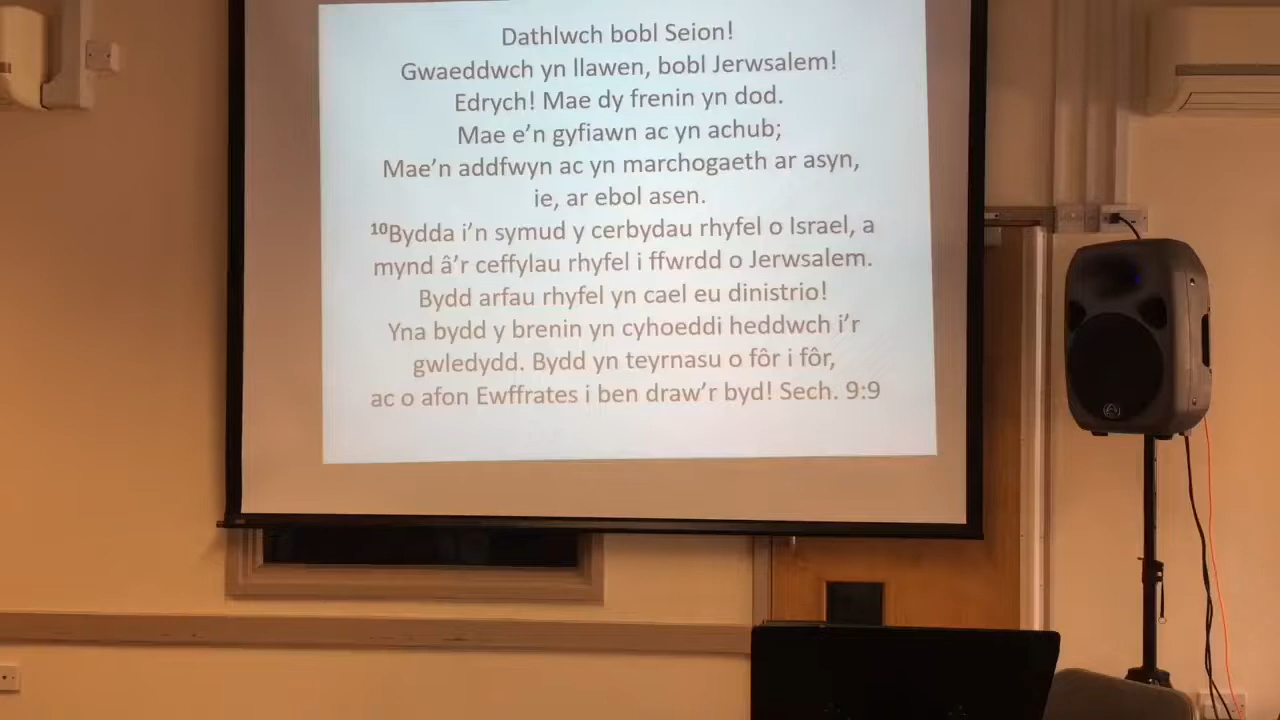 Dathlwch bobl Seion!
Gwaeddwch yn llawen, bobl Jerwsalem!
Edrych! Mae dy frenin yn dod.
Mae e’n gyfiawn ac yn achub;
Mae’n addfwyn ac yn marchogaeth ar asyn,
ie, ar ebol asen.
¹⁰Bydda i’n symud y cerbydau rhyfel o Israel, a
mynd â’r ceffylau rhyfel i ffwrdd o Jerwsalem.
Bydd arfau rhyfel yn cael eu dinistrio!
Yna bydd y brenin yn cyhoeddi heddwch i’r
gwledydd. Bydd yn teyrnasu o fôr i fôr,
ac o afon Ewffrates i ben draw’r byd! Sech. 9:9